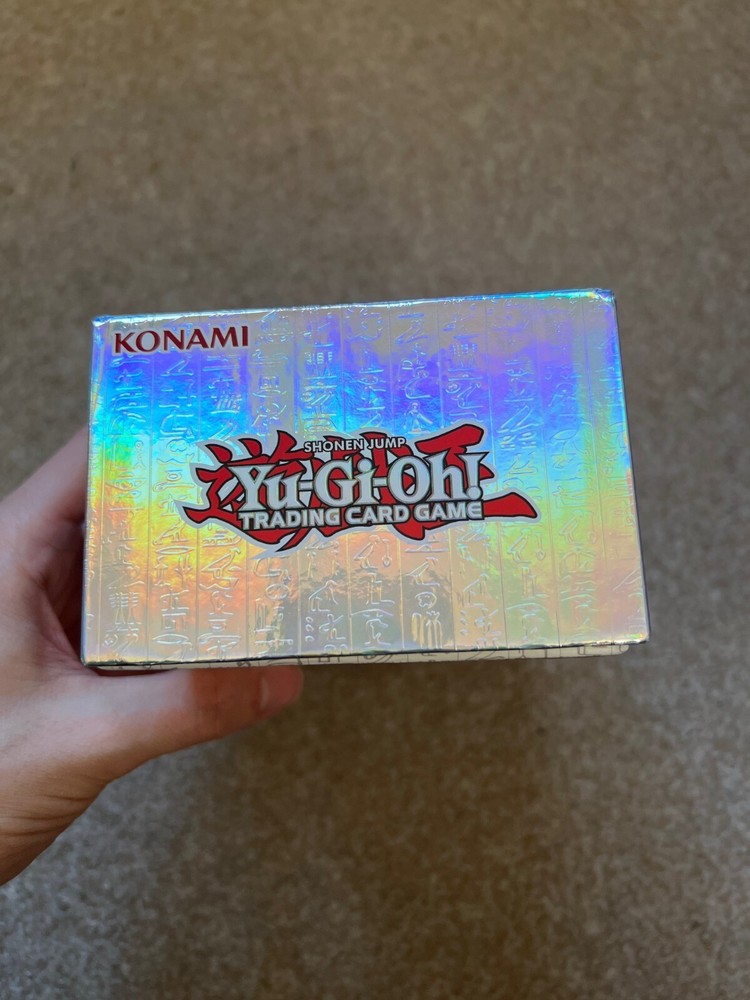 KONAMI
SHONEN JUMP
Yu-Gi-Oh!
TRADING CARD GAME